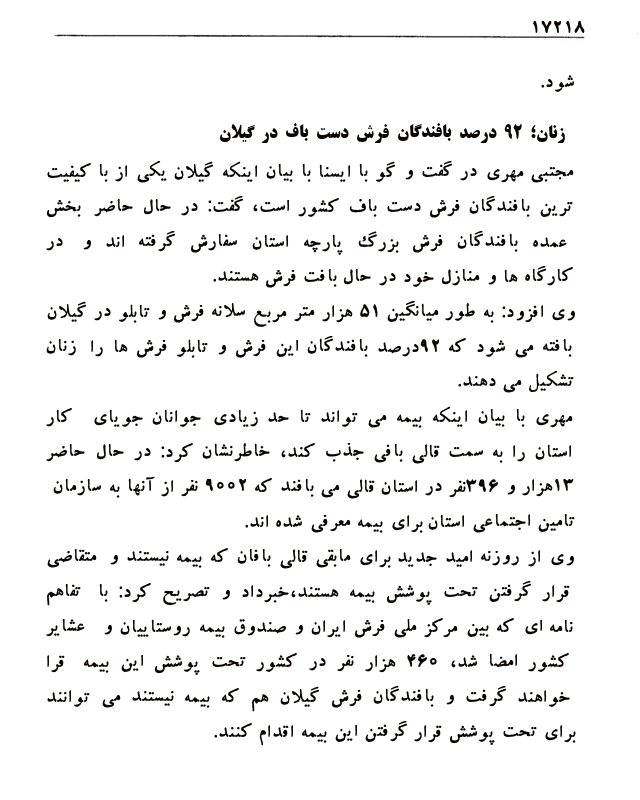 ۱۷۲۱۸
شود.
زنان؛ ۹۲ درصد بافندگان فرش دست باف در گیلان
مجتبی مهری در گفت و گو با ایسنا با بیان اینکه گیلان یکی از با کیفیت
ترین بافندگان فرش دست باف کشور است، گفت: در حال حاضر بخش
عمده بافندگان فرش بزرگ پارچه استان سفارش گرفته اند و در
کارگاه ها و منازل خود در حال بافت فرش هستند.
وی افزود: به طور میانگین ۵۱ هزار متر مربع سلانه فرش و تابلو در گیلان
بافته می شود که ۹۲درصد بافندگان این فرش و تابلو فرش ها را زنان
تشکیل می دهند.
مهری با بیان اینکه بیمه می تواند تا حد زیادی جوانان جویای کار
استان را به سمت قالی بافی جذب کند، خاطرنشان کرد: در حال حاضر
۱۳هزار و ۳۹۶نفر در استان قالی می بافند که ۹۰۰۲ نفر از آنها به سازمان
تامین اجتماعی استان برای بیمه معرفی شده اند.
وی از روزنه امید جدید برای مابقی قالی بافان که بیمه نیستند و متقاضی
قرار گرفتن تحت پوشش بیمه هستند،خبرداد و تصریح کرد: با تفاهم
نامه ای که بین مرکز ملی فرش ایران و صندوق بیمه روستاییان و عشایر
کشور امضا شد، ۴۶۰ هزار نفر در کشور تحت پوشش این بیمه قرا
خواهند گرفت و بافندگان فرش گیلان هم که بیمه نیستند می توانند
برای تحت پوشش قرار گرفتن این بیمه اقدام کنند.